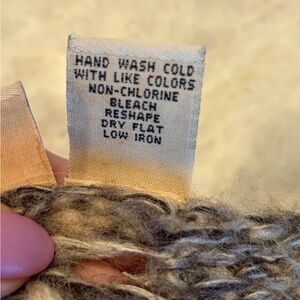 HAND WASH COLD
WITH LIKE COLORS
NON-CHLORINE
BLEACH
RESHAPE
DRY FLAT
LOW IRON